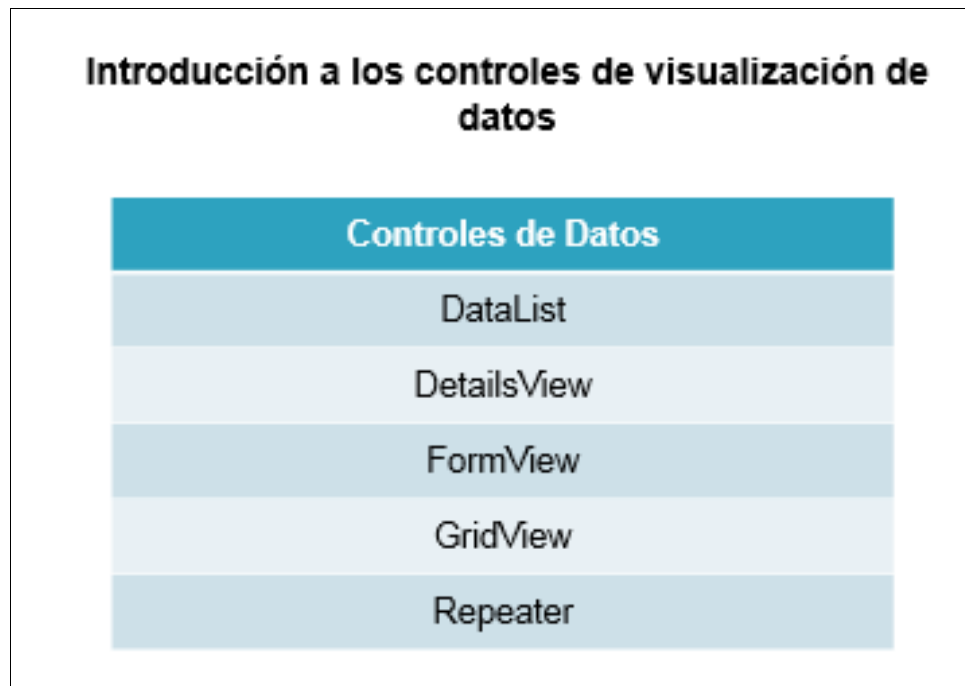 Introducción a los controles de visualización de
datos
Controles de Datos
DataList
DetailsView
FormView
GridView
Repeater